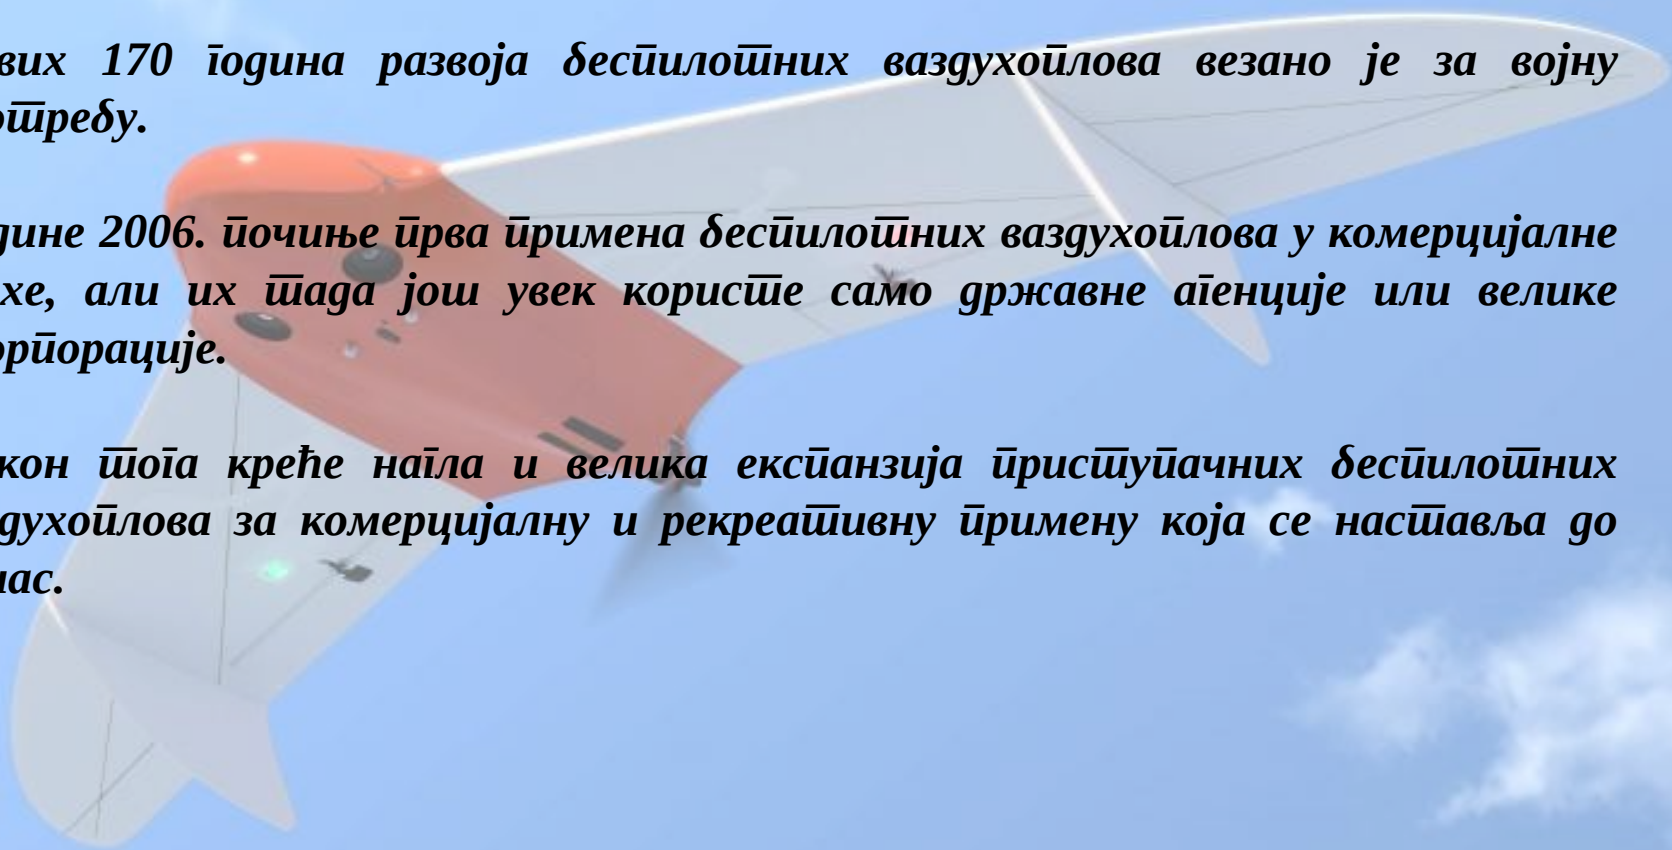 вих 170 година развоја беспилотних ваздухоплова везано је за војну
отребу.
дине 2006. почиње прва примена беспилотних ваздухоплова у комерцијалне
хе, али их тада још увек користе само државне агенције или велике
орпорације.
кон тога креће нагла и велика експанзија приступачних беспилотних
духоплова за комерцијалну и рекреативну примену која се наставља до
нас.